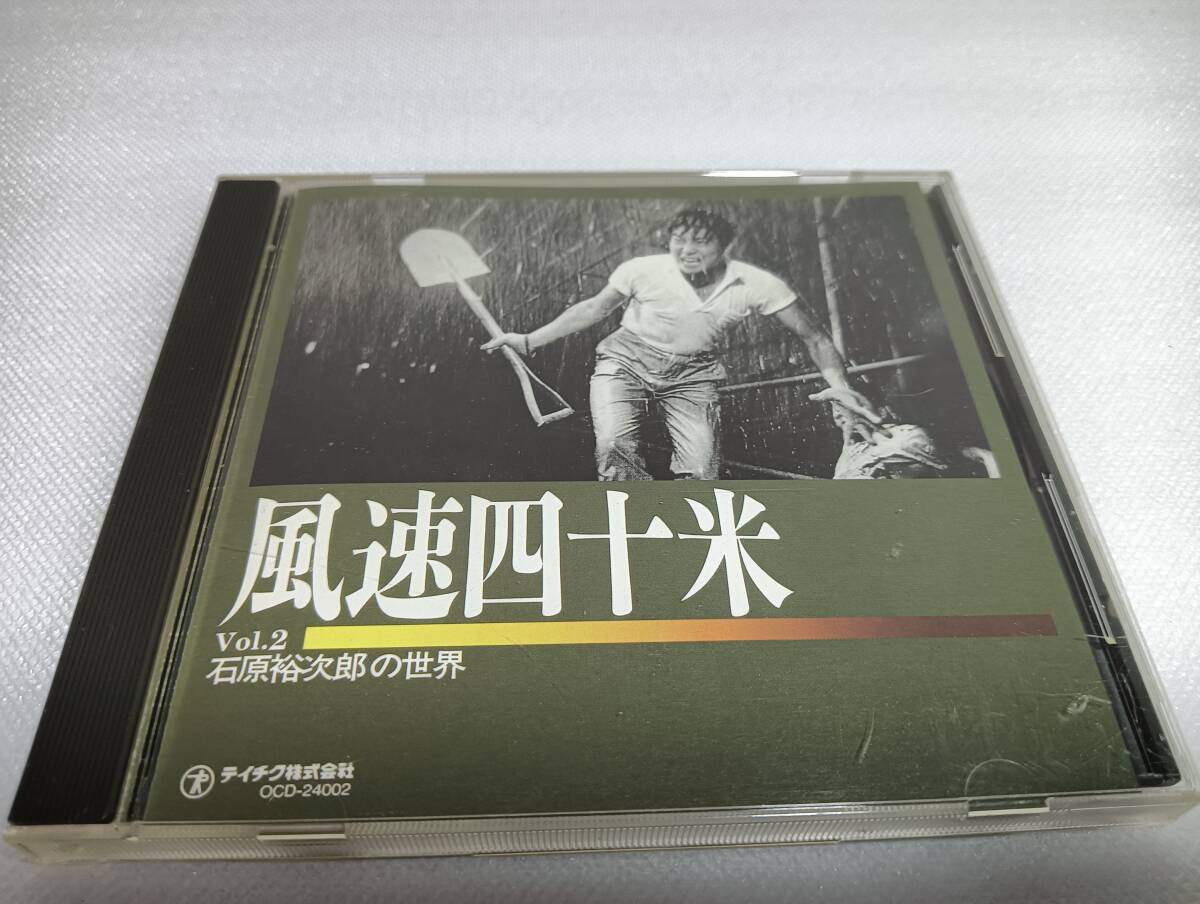 風速四十米
Vol.2
石原裕次郎の世界
テイチク株式会社
OCD-24002